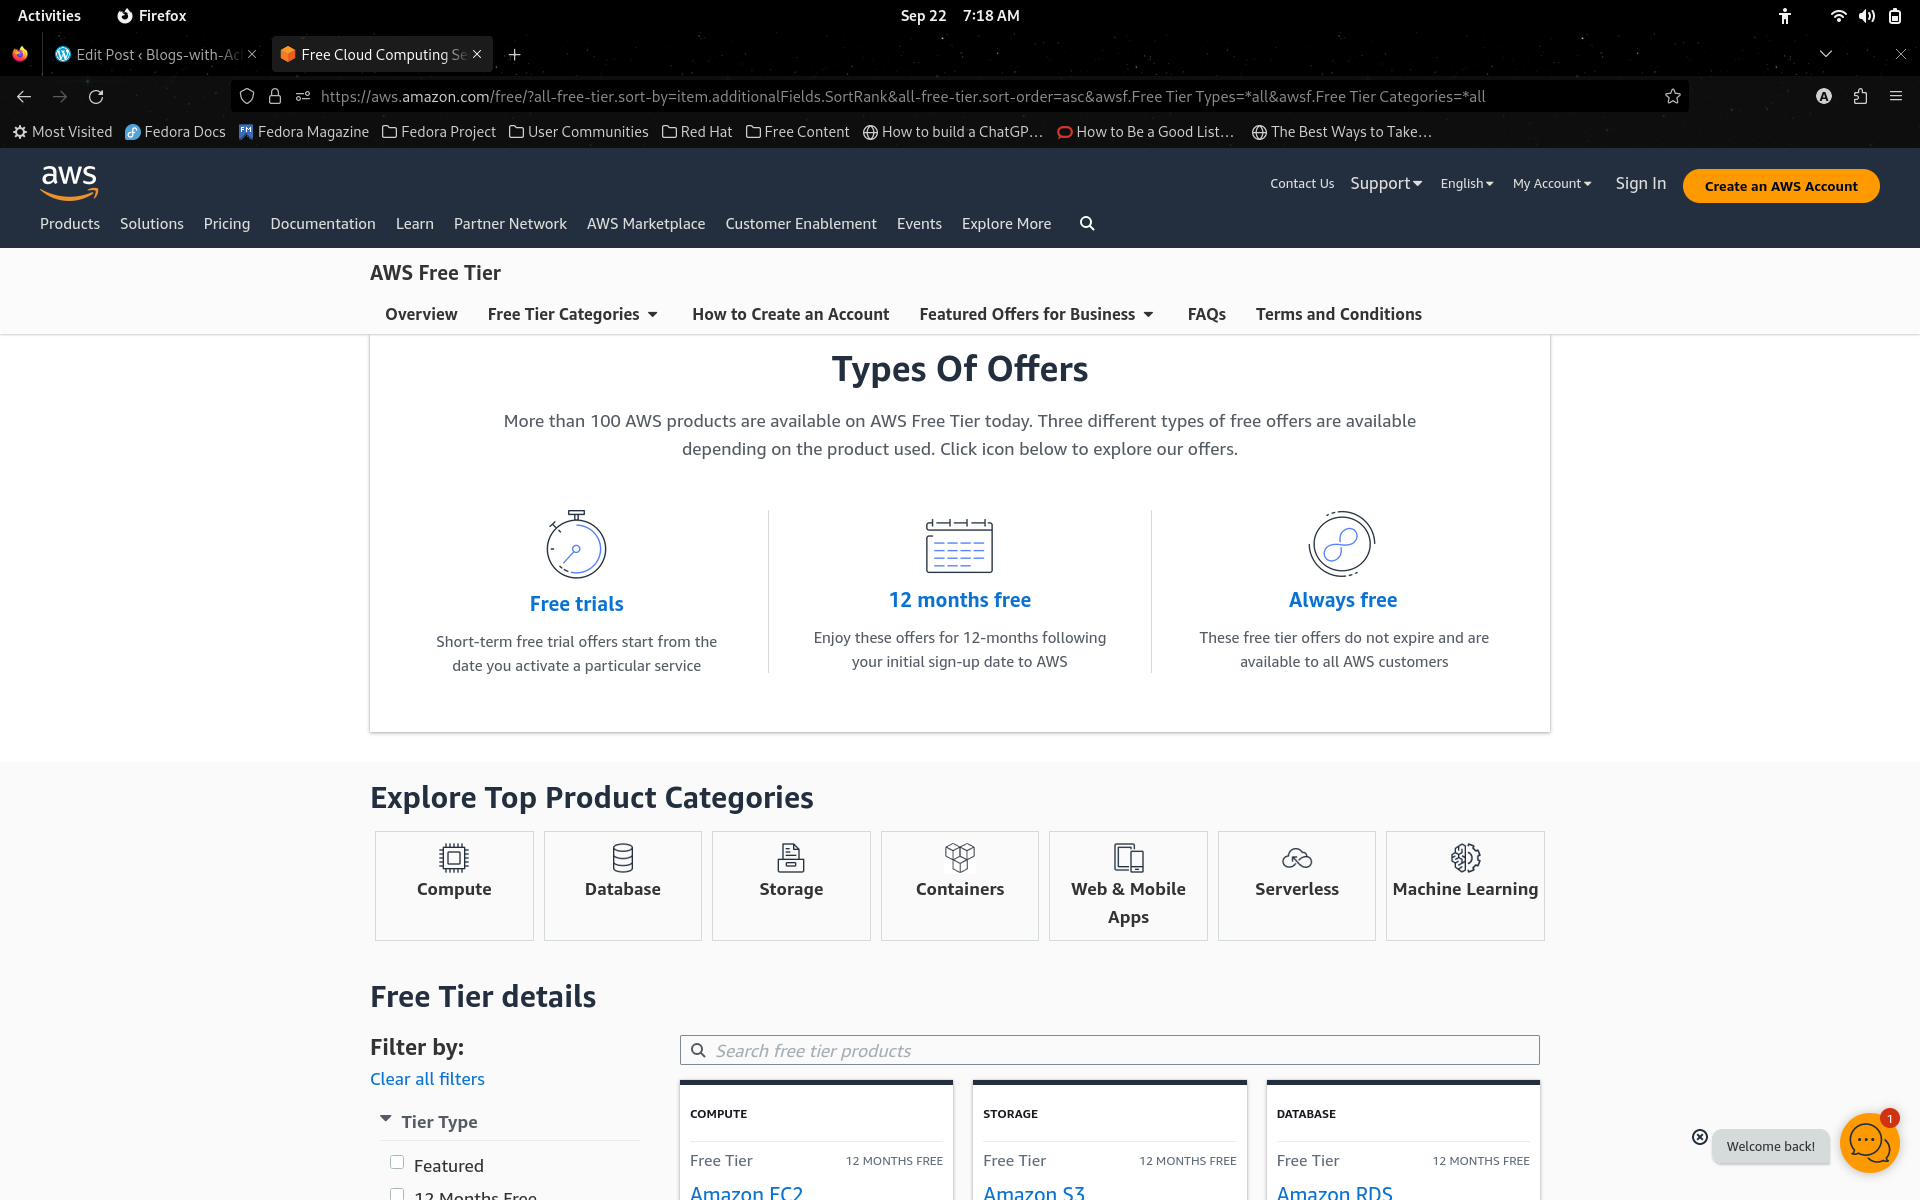 Activities
Firefox
Sep 22 7:18 AM
Edit Post ‹ Blogs-with-Ac
Free Cloud Computing Se
https://aws.amazon.com/free/?all-free-tier.sort-by=item.additionalFields.SortRank&all-free-tier.sort-order=asc&awsf.Free Tier Types=*all&awsf.Free Tier Categories=*all
A
Most Visited
Fedora Docs
FM
Fedora Magazine
Fedora Project
User Communities
Red Hat
Free Content
How to build a ChatGP…
How to Be a Good List…
The Best Ways to Take…
aws
Contact Us
Support
English
My Account
Sign In
Create an AWS Account
Products
Solutions
Pricing
Documentation
Learn
Partner Network
AWS Marketplace
Customer Enablement
Events
Explore More
AWS Free Tier
Overview
Free Tier Categories
How to Create an Account
Featured Offers for Business
FAQs
Terms and Conditions
Types Of Offers
More than 100 AWS products are available on AWS Free Tier today. Three different types of free offers are available
depending on the product used. Click icon below to explore our offers.
Free trials
Short-term free trial offers start from the
date you activate a particular service
12 months free
Enjoy these offers for 12-months following
your initial sign-up date to AWS
Always free
These free tier offers do not expire and are
available to all AWS customers
Explore Top Product Categories
Compute
Database
Storage
Containers
Web & Mobile
Apps
Serverless
Machine Learning
Free Tier details
Filter by:
Clear all filters
Tier Type
Featured
12 Months Free
Search free tier products
COMPUTE
Free Tier
12 MONTHS FREE
Amazon EC2
STORAGE
Free Tier
12 MONTHS FREE
Amazon S3
DATABASE
Free Tier
12 MONTHS FREE
Amazon RDS
Welcome back!
1